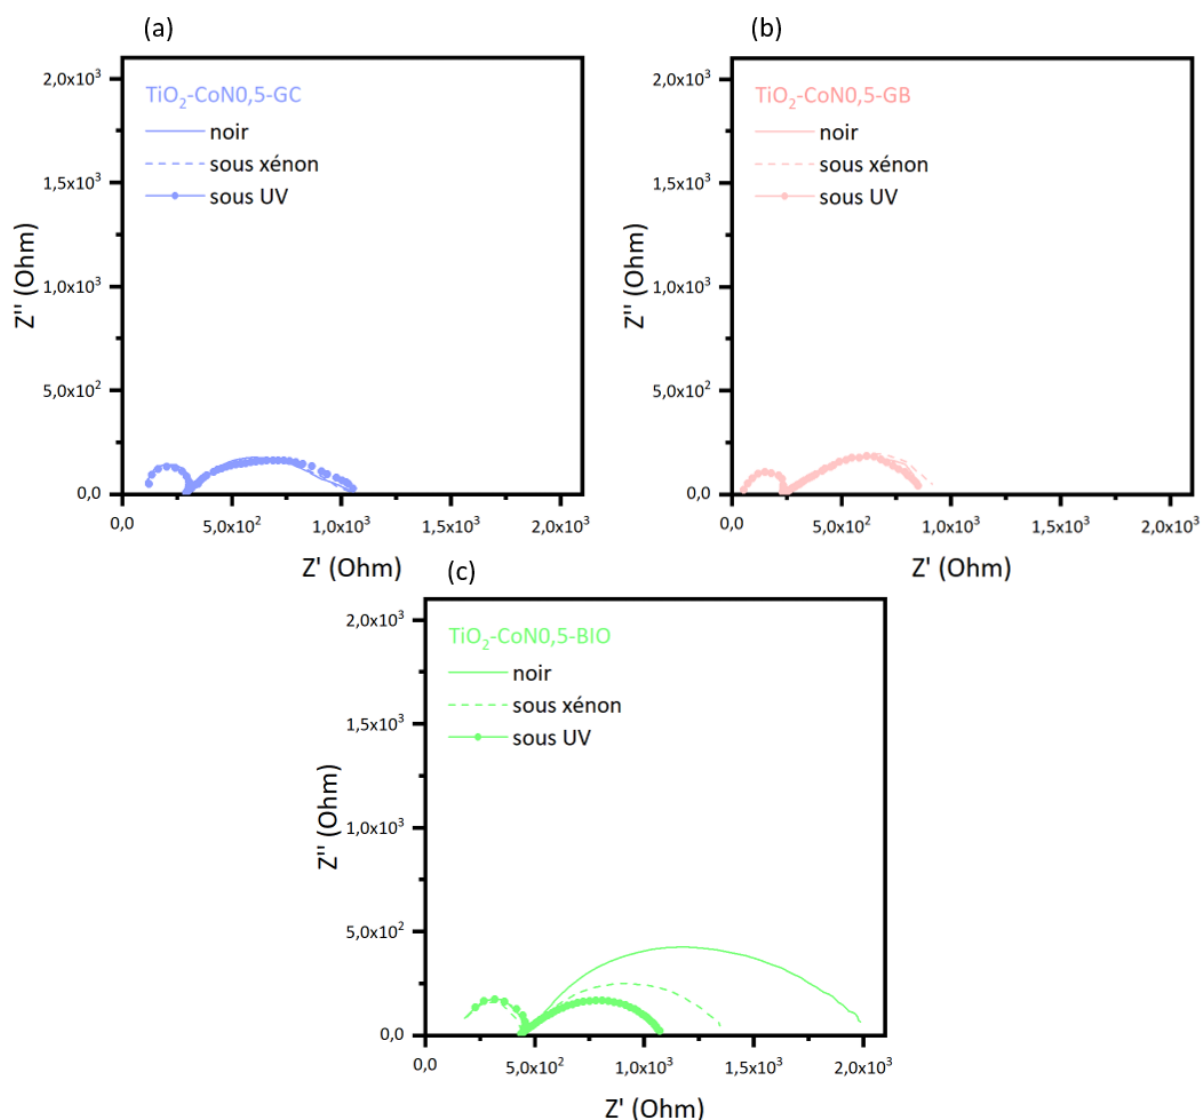 (a)
TiO₂-CoN0,5-GC
noir
sous xénon
sous UV
2,0x10³
1,5x10³
1,0x10³
5,0x10²
0,0
Z'' (Ohm)
0,0 5,0x10² 1,0x10³ 1,5x10³ 2,0x10³
Z' (Ohm)
(b)
TiO₂-CoN0,5-GB
noir
sous xénon
sous UV
2,0x10³
1,5x10³
1,0x10³
5,0x10²
0,0
Z'' (Ohm)
0,0 5,0x10² 1,0x10³ 1,5x10³ 2,0x10³
Z' (Ohm)
(c)
TiO₂-CoN0,5-BIO
noir
sous xénon
sous UV
2,0x10³
1,5x10³
1,0x10³
5,0x10²
0,0
Z'' (Ohm)
0,0 5,0x10² 1,0x10³ 1,5x10³ 2,0x10³
Z' (Ohm)